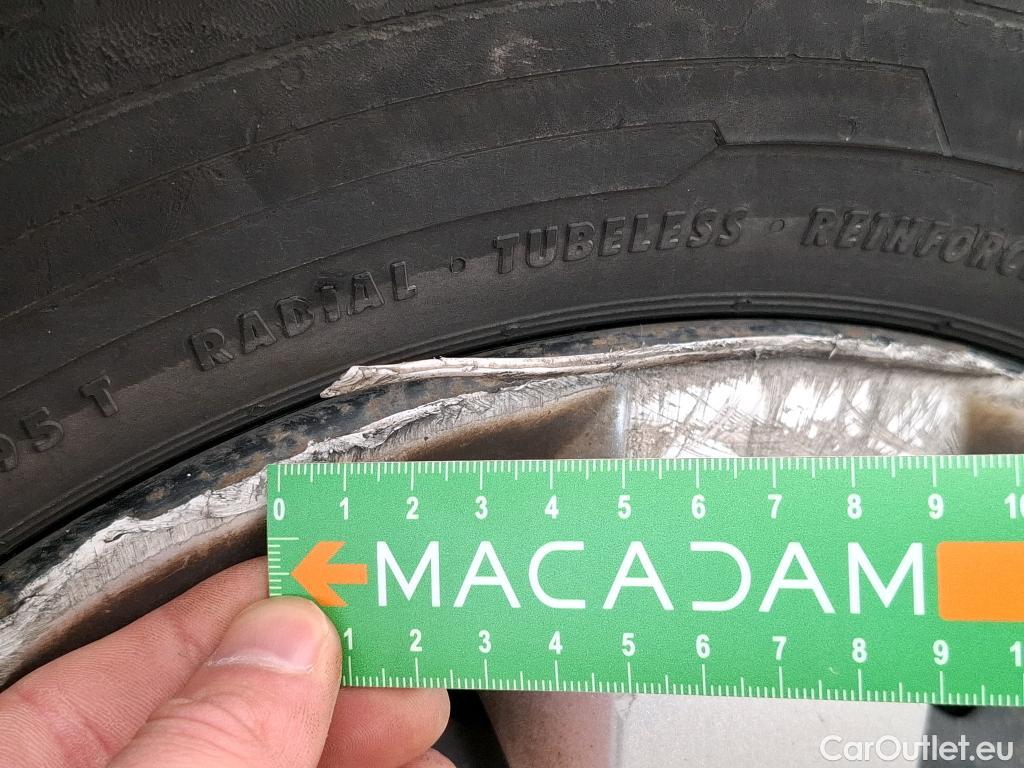 95 T RADIAL · TUBELESS · REINFORC
0 1 2 3 4 5 6 7 8 9 10
MACADAM
1 2 3 4 5 6 7 8 9 1
CarOutlet.eu